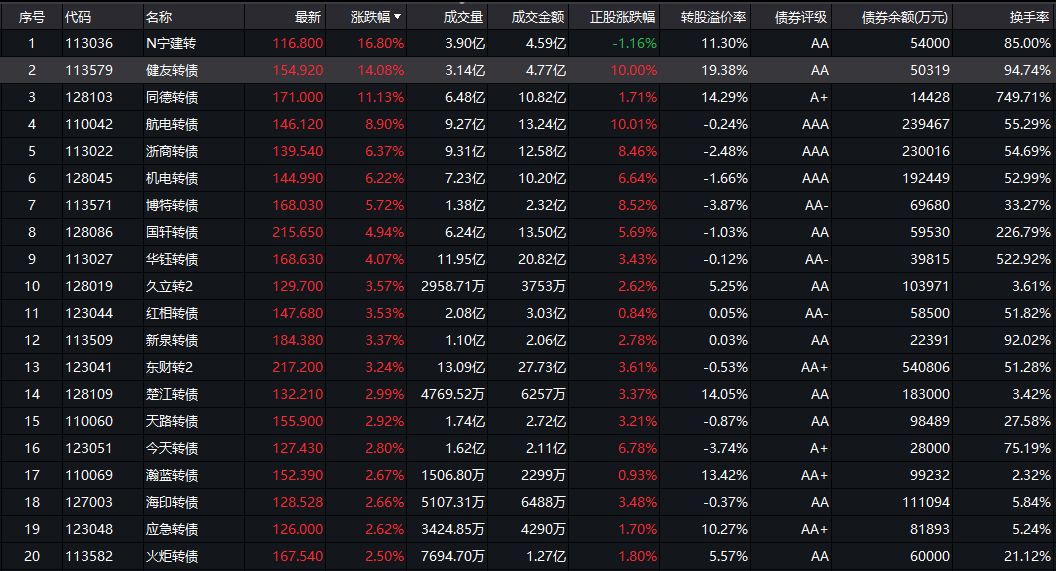 序号 代码 名称 最新 涨跌幅 成交量 成交金额 正股涨跌幅 转股溢价率 债券评级 债券余额(万元) 换手率
1 113036 N宁建转 116.800 16.80% 3.90亿 4.59亿 -1.16% 11.30% AA 54000 85.00%
2 113579 健友转债 154.920 14.08% 3.14亿 4.77亿 10.00% 19.38% AA 50319 94.74%
3 128103 同德转债 171.000 11.13% 6.48亿 10.82亿 1.71% 14.29% A+ 14428 749.71%
4 110042 航电转债 146.120 8.90% 9.27亿 13.24亿 10.01% -0.24% AAA 239467 55.29%
5 113022 浙商转债 139.540 6.37% 9.31亿 12.58亿 8.46% -2.48% AAA 230016 54.69%
6 128045 机电转债 144.990 6.22% 7.23亿 10.20亿 6.64% -1.66% AAA 192449 52.99%
7 113571 博特转债 168.030 5.72% 1.38亿 2.32亿 8.52% -3.87% AA- 69680 33.27%
8 128086 国轩转债 215.650 4.94% 6.24亿 13.50亿 5.69% -1.03% AA 59530 226.79%
9 113027 华钰转债 168.630 4.07% 11.95亿 20.82亿 3.43% -0.12% AA- 39815 522.92%
10 128019 久立转2 129.700 3.57% 2958.71万 3753万 2.62% 5.25% AA 103971 3.61%
11 123044 红相转债 147.680 3.53% 2.08亿 3.03亿 0.84% 0.05% AA- 58500 51.82%
12 113509 新泉转债 184.380 3.37% 1.10亿 2.06亿 2.78% 0.03% AA 22391 92.02%
13 123041 东财转2 217.200 3.24% 13.09亿 27.73亿 3.61% -0.53% AA+ 540806 51.28%
14 128109 楚江转债 132.210 2.99% 4769.52万 6257万 3.37% 14.05% AA 183000 3.42%
15 110060 天路转债 155.900 2.92% 1.74亿 2.72亿 3.21% -0.87% AA 98489 27.58%
16 123051 今天转债 127.430 2.80% 1.62亿 2.11亿 6.78% -3.74% A+ 28000 75.19%
17 110069 瀚蓝转债 152.390 2.67% 1506.80万 2299万 0.93% 13.42% AA+ 99232 2.32%
18 127003 海印转债 128.528 2.66% 5107.31万 6488万 3.48% -0.37% AA 111094 5.84%
19 123048 应急转债 126.000 2.62% 3424.85万 4290万 1.70% 10.27% AA+ 81893 5.24%
20 113582 火炬转债 167.540 2.50% 7694.70万 1.27亿 1.80% 5.57% AA 60000 21.12%